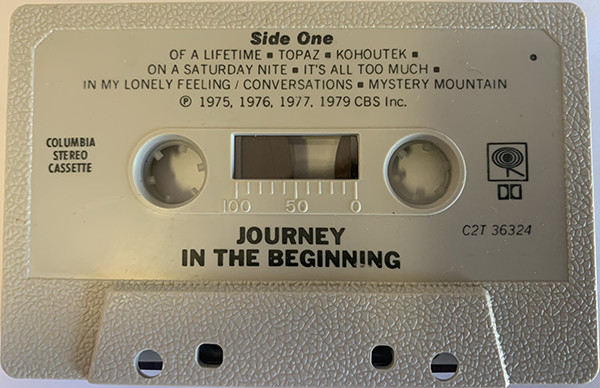 Side One
OF A LIFETIME ▪ TOPAZ ▪ KOHOUTEK ▪
ON A SATURDAY NITE ▪ IT'S ALL TOO MUCH ▪
IN MY LONELY FEELING / CONVERSATIONS ▪ MYSTERY MOUNTAIN
℗ 1975, 1976, 1977, 1979 CBS Inc.
COLUMBIA
STEREO
CASSETTE
100 50 0
JOURNEY
IN THE BEGINNING
C2T 36324